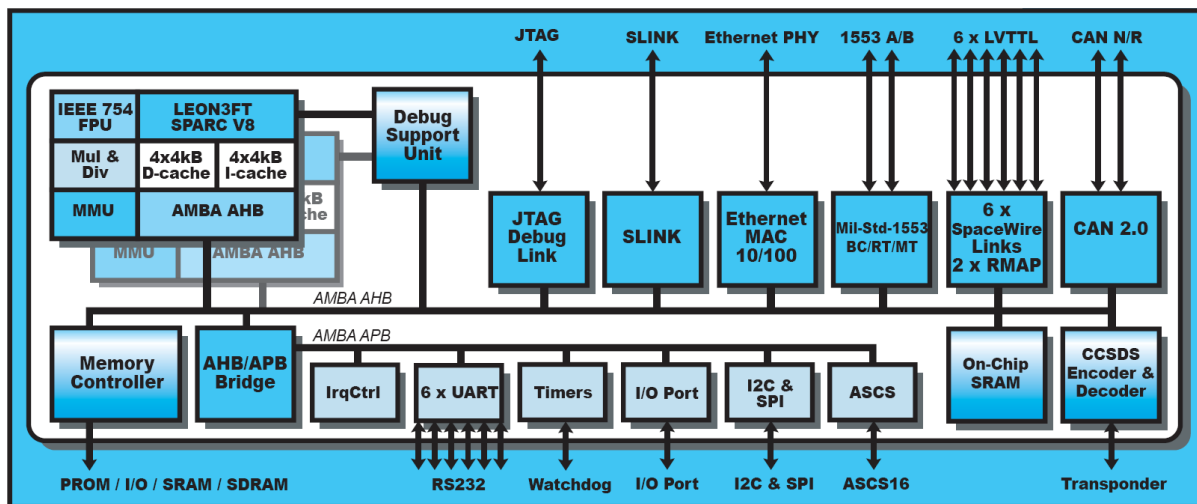 JTAG
SLINK
Ethernet PHY
1553 A/B
6 x LVTTL
CAN N/R
IEEE 754
FPU
LEON3FT
SPARC V8
Mul &
Div
4x4kB
D-cache
4x4kB
I-cache
MMU
AMBA AHB
kB
che
MMU
AMBA AHB
Debug
Support
Unit
JTAG
Debug
Link
SLINK
Ethernet
MAC
10/100
Mil-Std-1553
BC/RT/MT
6 x
SpaceWire
Links
2 x RMAP
CAN 2.0
AMBA AHB
AMBA APB
Memory
Controller
AHB/APB
Bridge
IrqCtrl
6 x UART
Timers
I/O Port
I2C &
SPI
ASCS
On-Chip
SRAM
CCSDS
Encoder &
Decoder
PROM / I/O / SRAM / SDRAM
RS232
Watchdog
I/O Port
I2C & SPI
ASCS16
Transponder